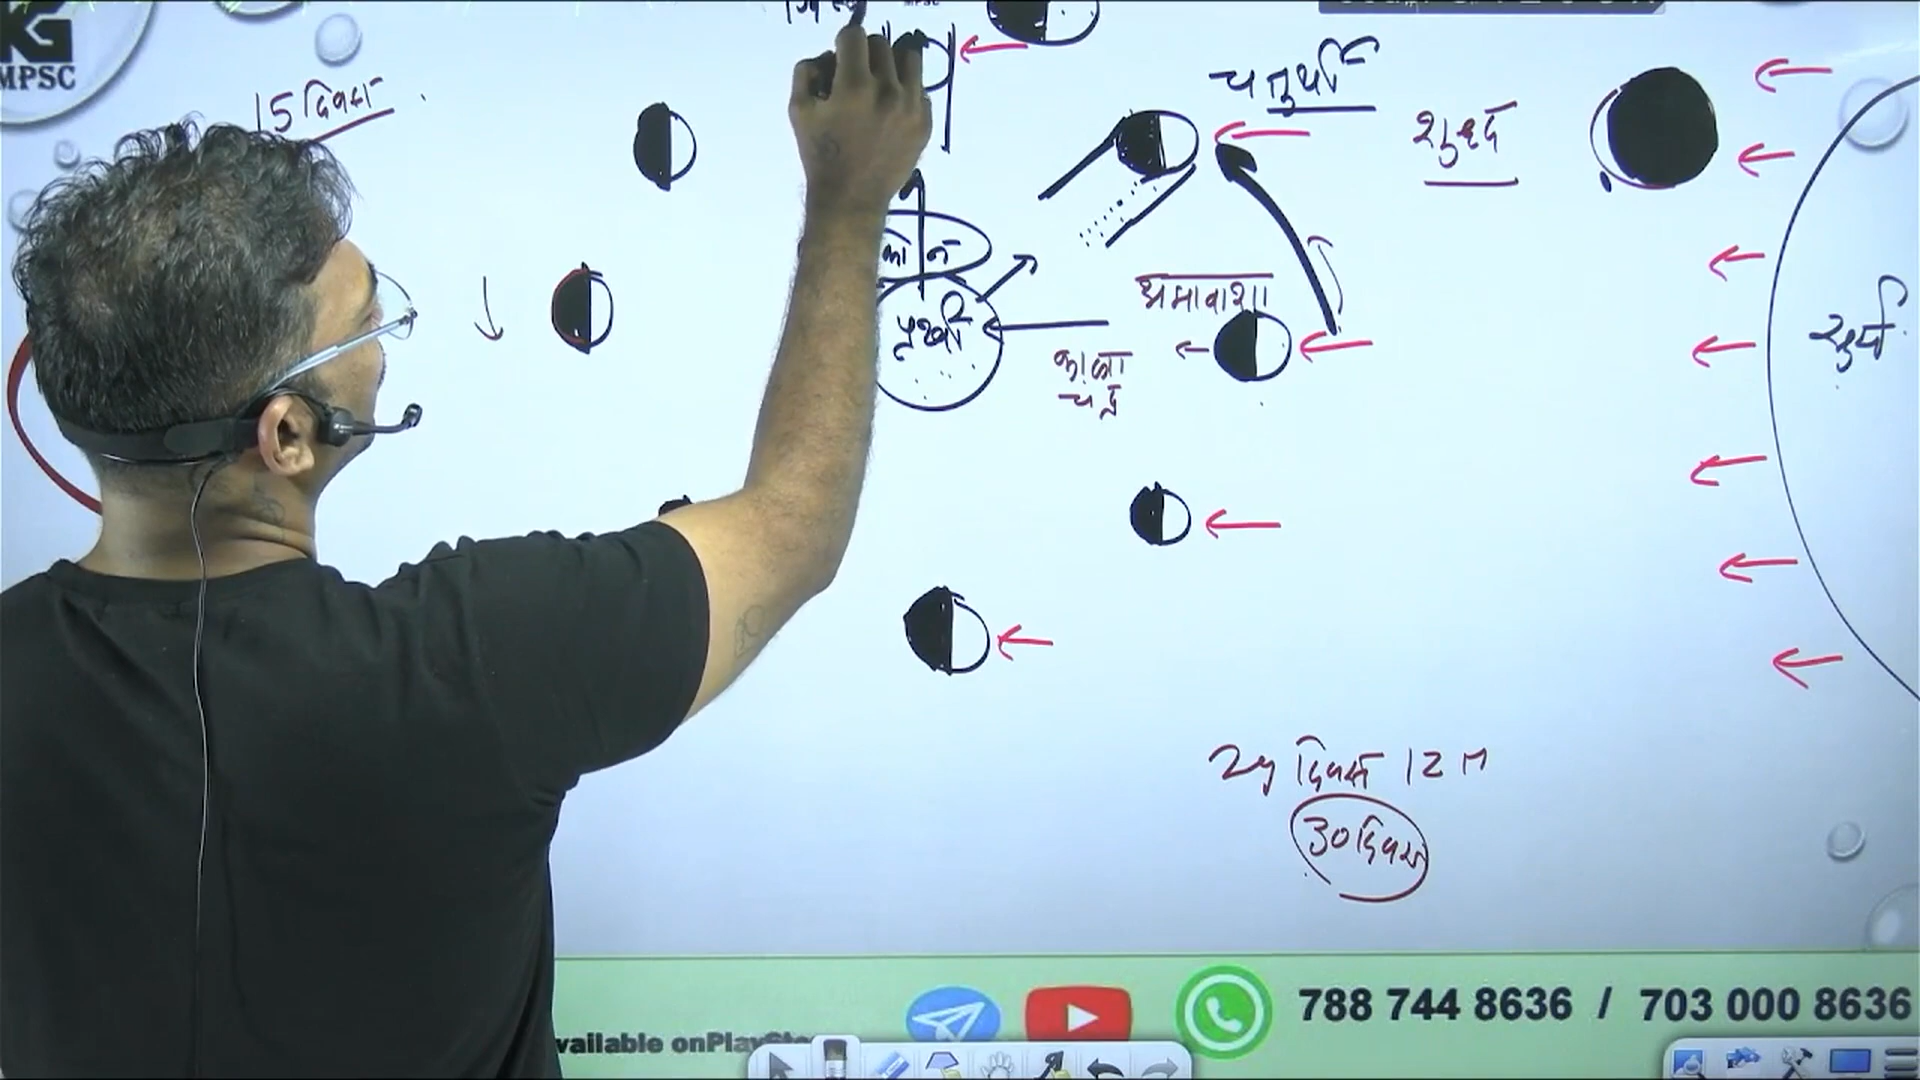 MPSC
15 दिवस
चतुर्थी
शुद्ध
पृथ्वी
अमावाशा
काळा
चंद्र
सूर्य
29 दिवस 12 M
30 दिवस
788 744 8636 / 703 000 8636
vailable onPlaySto